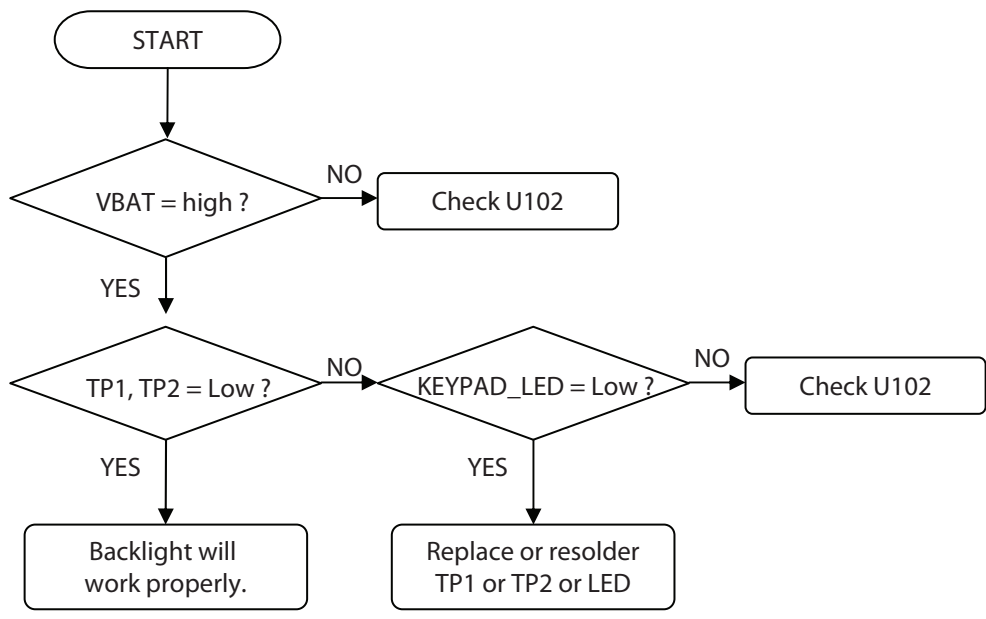 START
VBAT = high ?
NO
Check U102
YES
TP1, TP2 = Low ?
NO
KEYPAD_LED = Low ?
NO
Check U102
YES
YES
Backlight will
work properly.
Replace or resolder
TP1 or TP2 or LED